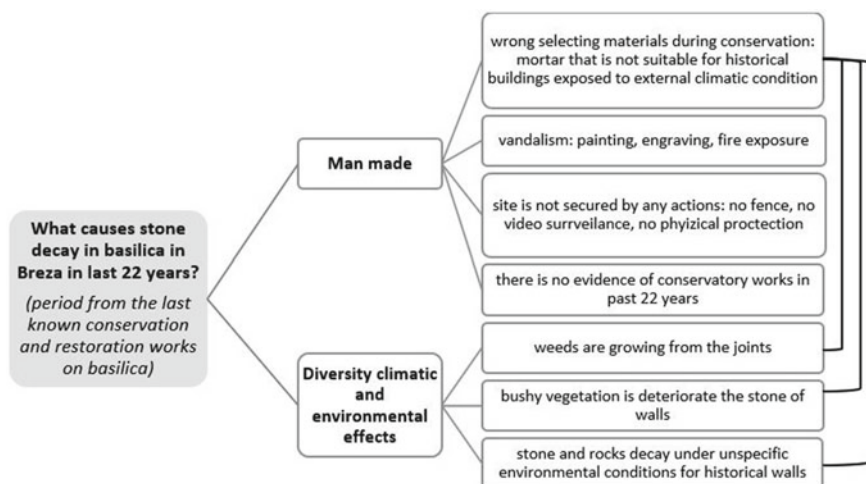 What causes stone
decay in basilica in
Breza in last 22 years?
(period from the last
known conservation
and restoration works
on basilica)
Man made
wrong selecting materials during conservation:
mortar that is not suitable for historical
buildings exposed to external climatic condition
vandalism: painting, engraving, fire exposure
site is not secured by any actions: no fence, no
video surrveilance, no phyizical proctection
there is no evidence of conservatory works in
past 22 years
Diversity climatic
and
environmental
effects
weeds are growing from the joints
bushy vegetation is deteriorate the stone of
walls
stone and rocks decay under unspecific
environmental conditions for historical walls